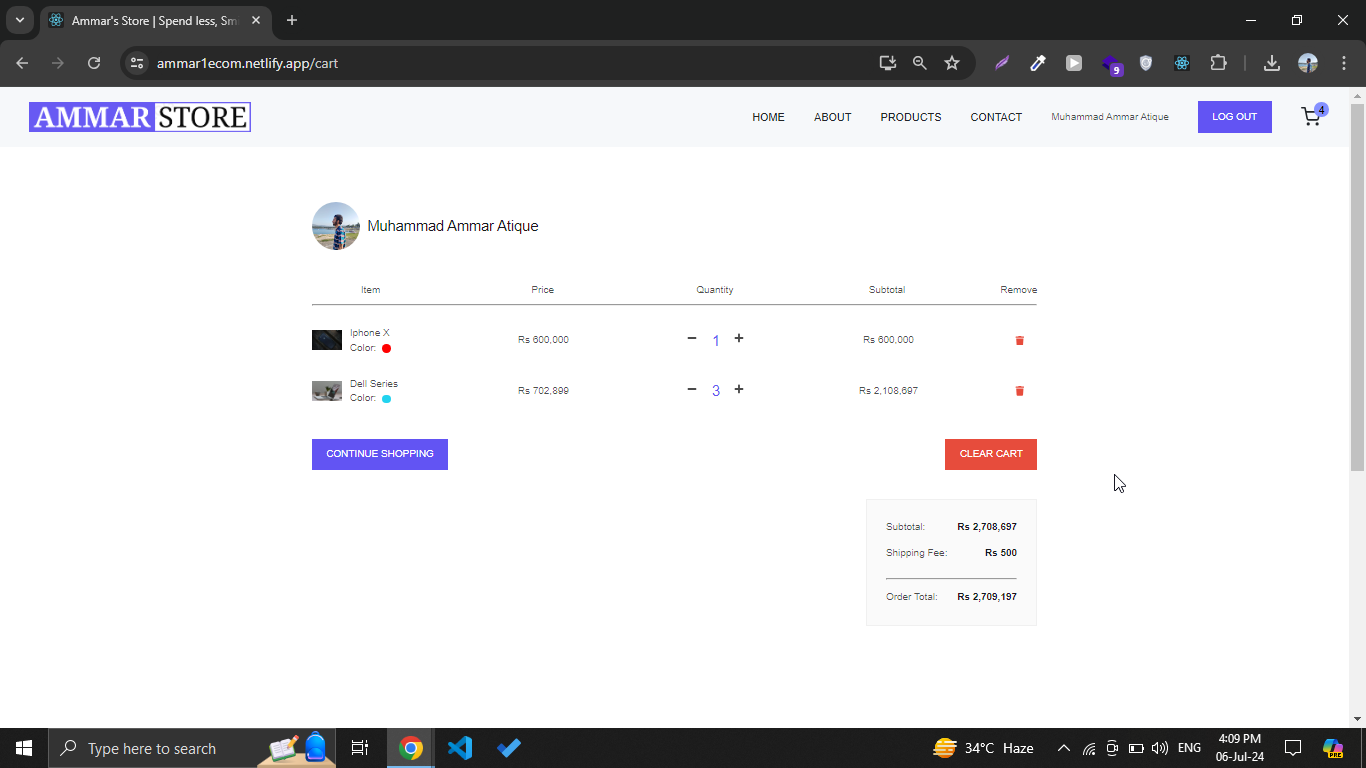 Ammar's Store | Spend less, Sm
ammar1ecom.netlify.app/cart
9
AMMAR STORE
HOME ABOUT PRODUCTS CONTACT Muhammad Ammar Atique LOG OUT 4
Muhammad Ammar Atique
Item Price Quantity Subtotal Remove
Iphone X
Color:
Rs 600,000 − 1 + Rs 600,000
Dell Series
Color:
Rs 702,899 − 3 + Rs 2,108,697
CONTINUE SHOPPING CLEAR CART
Subtotal: Rs 2,708,697
Shipping Fee: Rs 500
Order Total: Rs 2,709,197
Type here to search
34°C Haze
ENG
4:09 PM
06-Jul-24
PRE